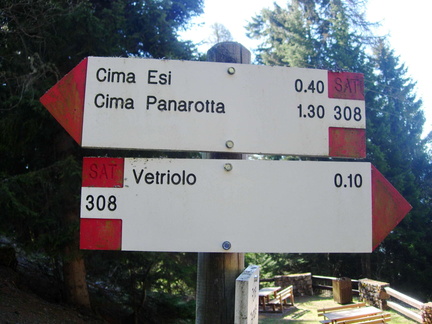 Cima Esi 0.40 SAT
Cima Panarotta 1.30 308
SAT Vetriolo 0.10
308